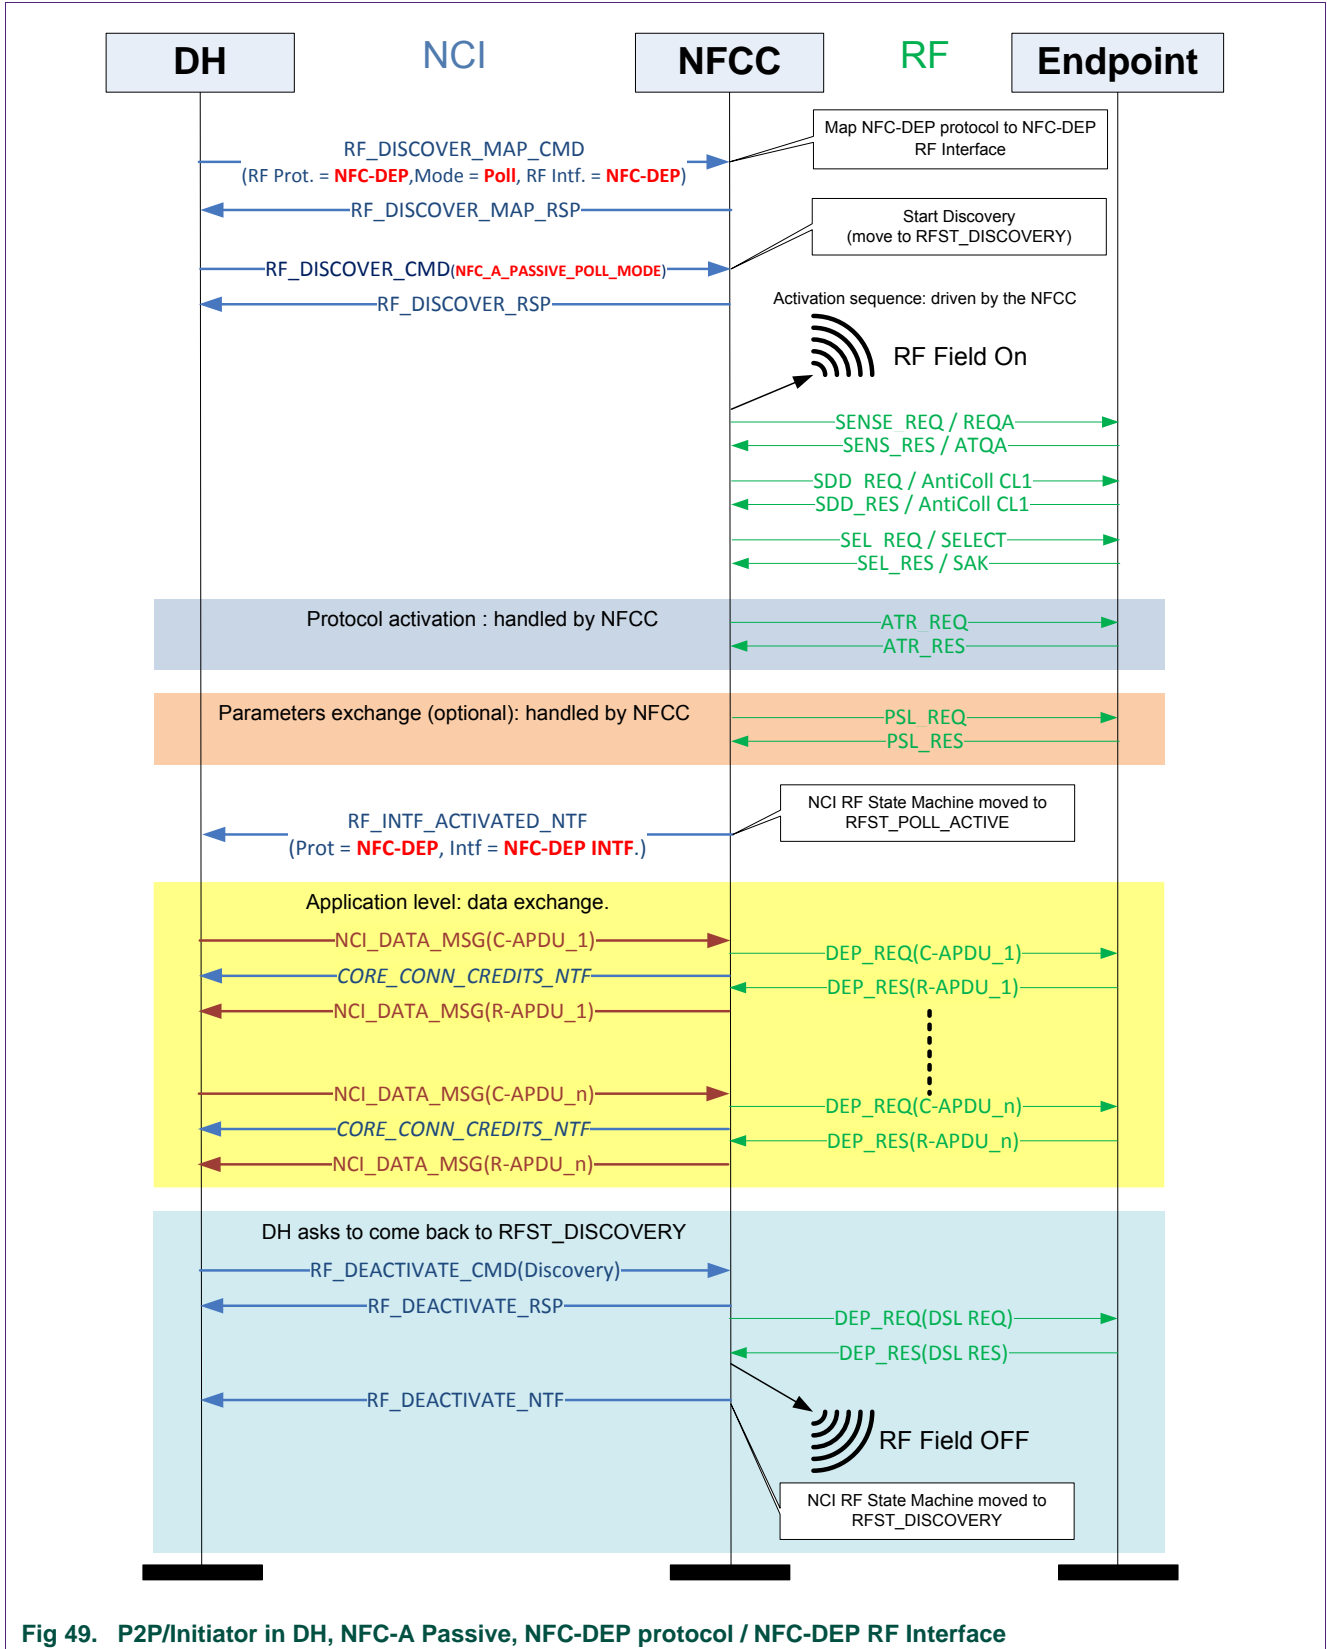 DH
NCI
NFCC
RF
Endpoint
Map NFC-DEP protocol to NFC-DEP
RF Interface
RF_DISCOVER_MAP_CMD
(RF Prot. = NFC-DEP,Mode = Poll, RF Intf. = NFC-DEP)
RF_DISCOVER_MAP_RSP
Start Discovery
(move to RFST_DISCOVERY)
RF_DISCOVER_CMD(NFC_A_PASSIVE_POLL_MODE)
RF_DISCOVER_RSP
Activation sequence: driven by the NFCC
RF Field On
SENSE_REQ / REQA
SENS_RES / ATQA
SDD_REQ / AntiColl CL1
SDD_RES / AntiColl CL1
SEL_REQ / SELECT
SEL_RES / SAK
Protocol activation : handled by NFCC
ATR_REQ
ATR_RES
Parameters exchange (optional): handled by NFCC
PSL_REQ
PSL_RES
NCI RF State Machine moved to
RFST_POLL_ACTIVE
RF_INTF_ACTIVATED_NTF
(Prot = NFC-DEP, Intf = NFC-DEP INTF.)
Application level: data exchange.
NCI_DATA_MSG(C-APDU_1)
DEP_REQ(C-APDU_1)
CORE_CONN_CREDITS_NTF
DEP_RES(R-APDU_1)
NCI_DATA_MSG(R-APDU_1)
NCI_DATA_MSG(C-APDU_n)
DEP_REQ(C-APDU_n)
CORE_CONN_CREDITS_NTF
DEP_RES(R-APDU_n)
NCI_DATA_MSG(R-APDU_n)
DH asks to come back to RFST_DISCOVERY
RF_DEACTIVATE_CMD(Discovery)
RF_DEACTIVATE_RSP
DEP_REQ(DSL REQ)
DEP_RES(DSL RES)
RF_DEACTIVATE_NTF
RF Field OFF
NCI RF State Machine moved to
RFST_DISCOVERY
Fig 49. P2P/Initiator in DH, NFC-A Passive, NFC-DEP protocol / NFC-DEP RF Interface